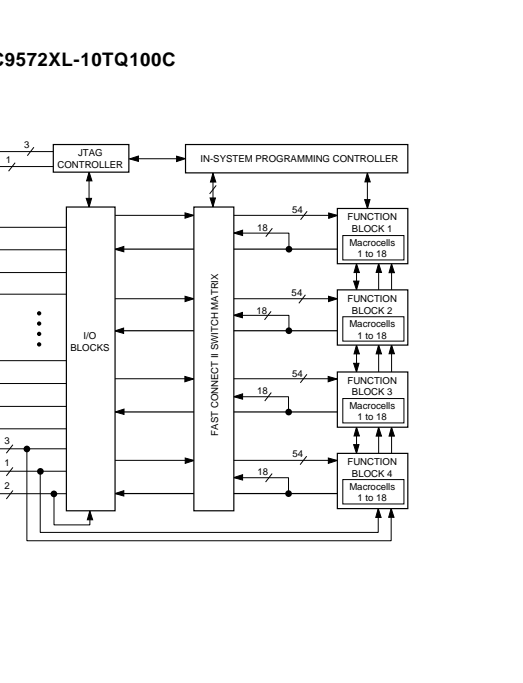 C9572XL-10TQ100C
3
1
JTAG
CONTROLLER
IN-SYSTEM PROGRAMMING CONTROLLER
I/O
BLOCKS
FAST CONNECT II SWITCH MATRIX
54
18
FUNCTION
BLOCK 1
Macrocells
1 to 18
54
18
FUNCTION
BLOCK 2
Macrocells
1 to 18
54
18
FUNCTION
BLOCK 3
Macrocells
1 to 18
54
18
FUNCTION
BLOCK 4
Macrocells
1 to 18
3
1
2